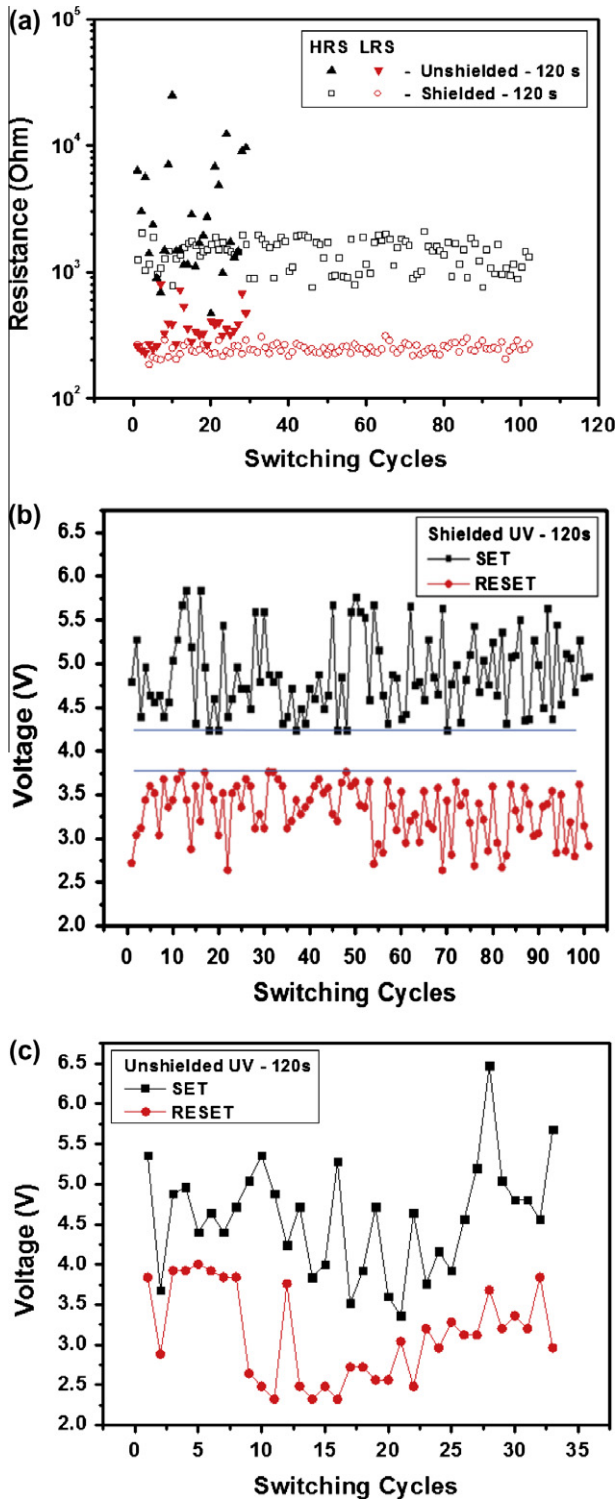 (a)
10^5
10^4
10^3
10^2
Resistance (Ohm)
HRS LRS
- Unshielded - 120 s
- Shielded - 120 s
0 20 40 60 80 100 120
Switching Cycles
(b)
6.5
6.0
5.5
5.0
4.5
4.0
3.5
3.0
2.5
2.0
Voltage (V)
Shielded UV - 120s
SET
RESET
0 10 20 30 40 50 60 70 80 90 100
Switching Cycles
(c)
6.5
6.0
5.5
5.0
4.5
4.0
3.5
3.0
2.5
2.0
Voltage (V)
Unshielded UV - 120s
SET
RESET
0 5 10 15 20 25 30 35
Switching Cycles